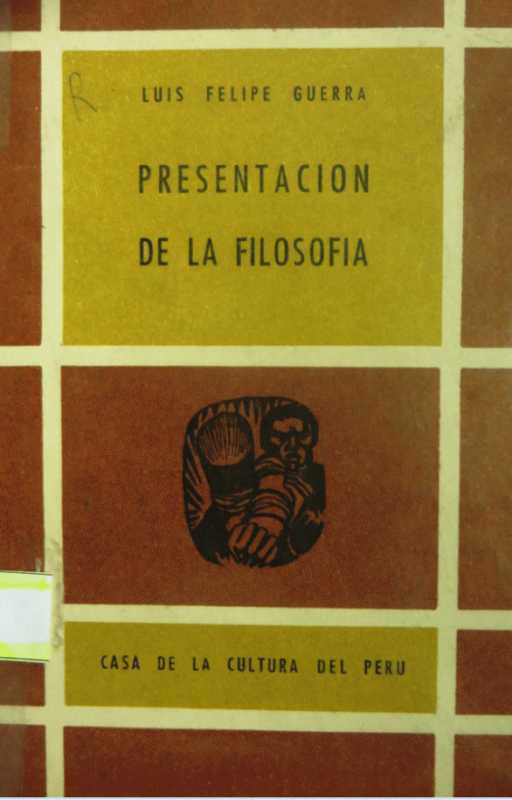 R
LUIS FELIPE GUERRA
PRESENTACION
DE LA FILOSOFIA
CASA DE LA CULTURA DEL PERU